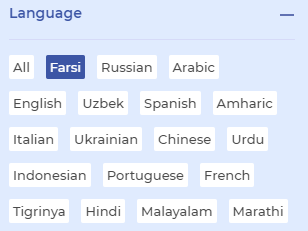 Language
All Farsi Russian Arabic
English Uzbek Spanish Amharic
Italian Ukrainian Chinese Urdu
Indonesian Portuguese French
Tigrinya Hindi Malayalam Marathi